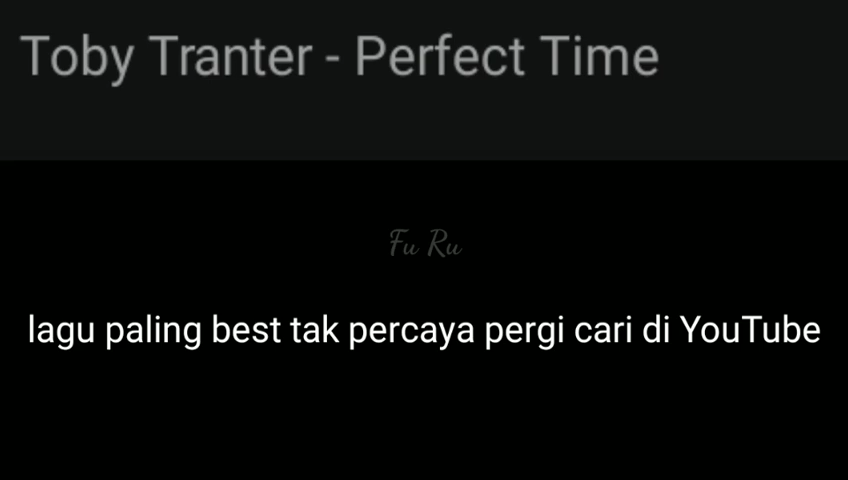 Toby Tranter - Perfect Time
Fu Ru
lagu paling best tak percaya pergi cari di YouTube